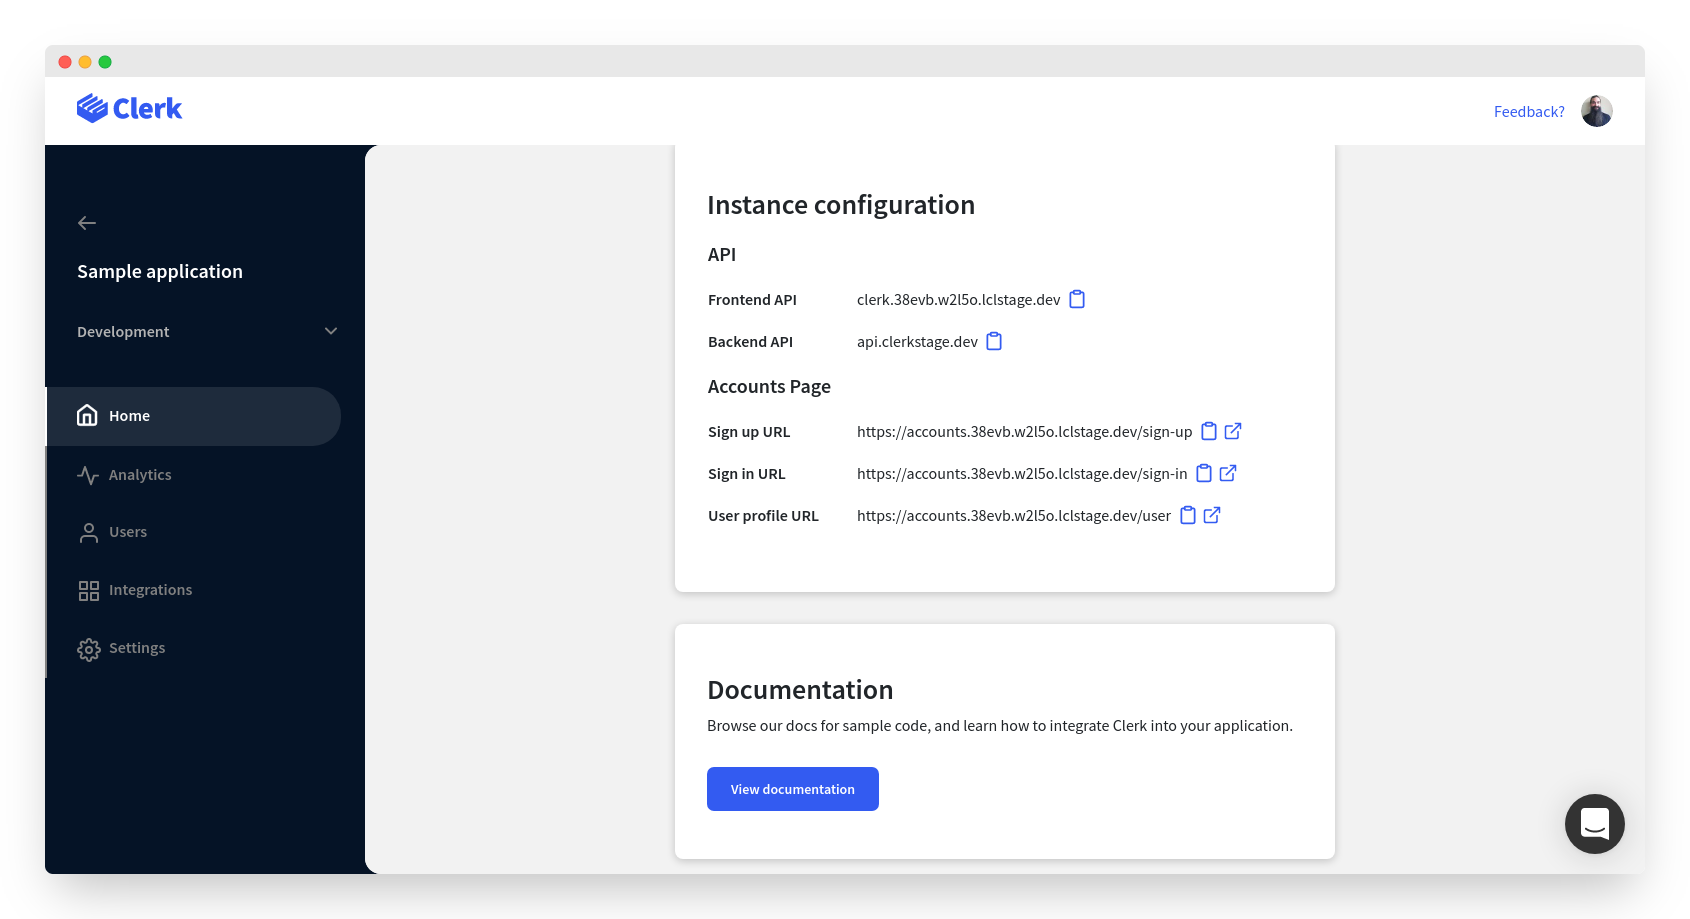 Clerk
Feedback?
Sample application
Development
Home
Analytics
Users
Integrations
Settings
Instance configuration
API
Frontend API clerk.38evb.w2l5o.lclstage.dev
Backend API api.clerkstage.dev
Accounts Page
Sign up URL https://accounts.38evb.w2l5o.lclstage.dev/sign-up
Sign in URL https://accounts.38evb.w2l5o.lclstage.dev/sign-in
User profile URL https://accounts.38evb.w2l5o.lclstage.dev/user
Documentation
Browse our docs for sample code, and learn how to integrate Clerk into your application.
View documentation